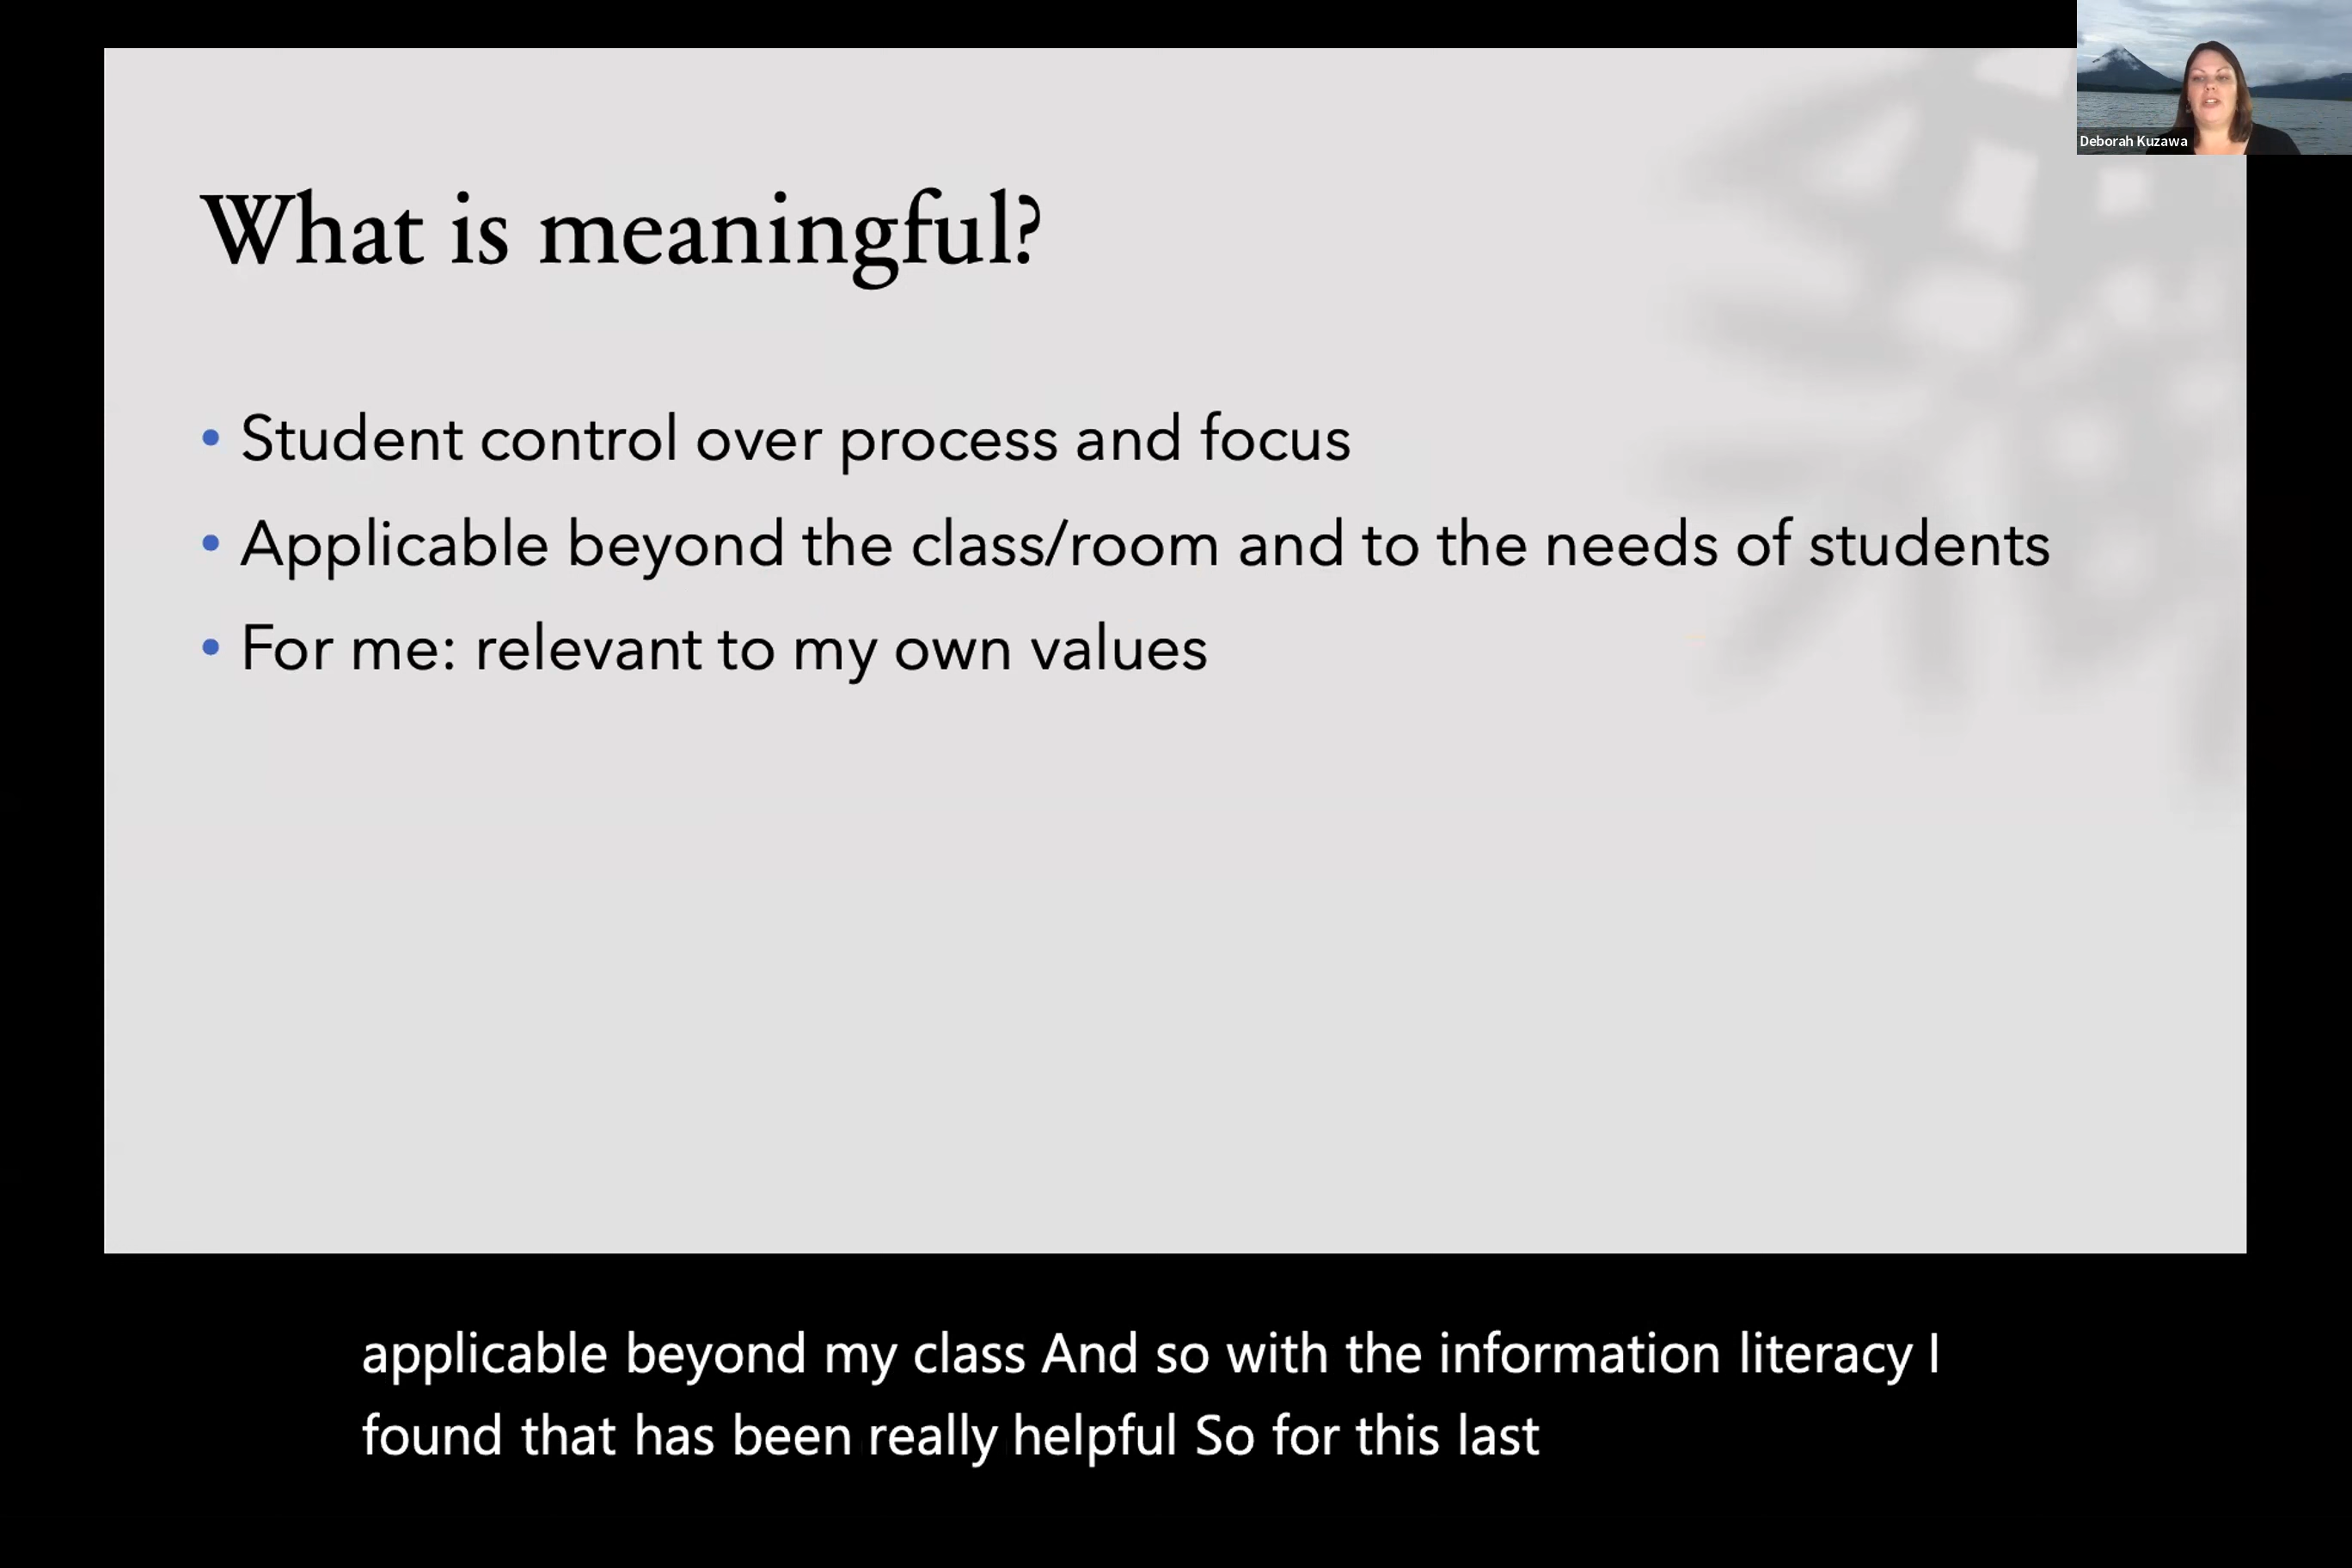 Deborah Kuzawa
What is meaningful?
• Student control over process and focus
• Applicable beyond the class/room and to the needs of students
• For me: relevant to my own values
applicable beyond my class And so with the information literacy I
found that has been really helpful So for this last